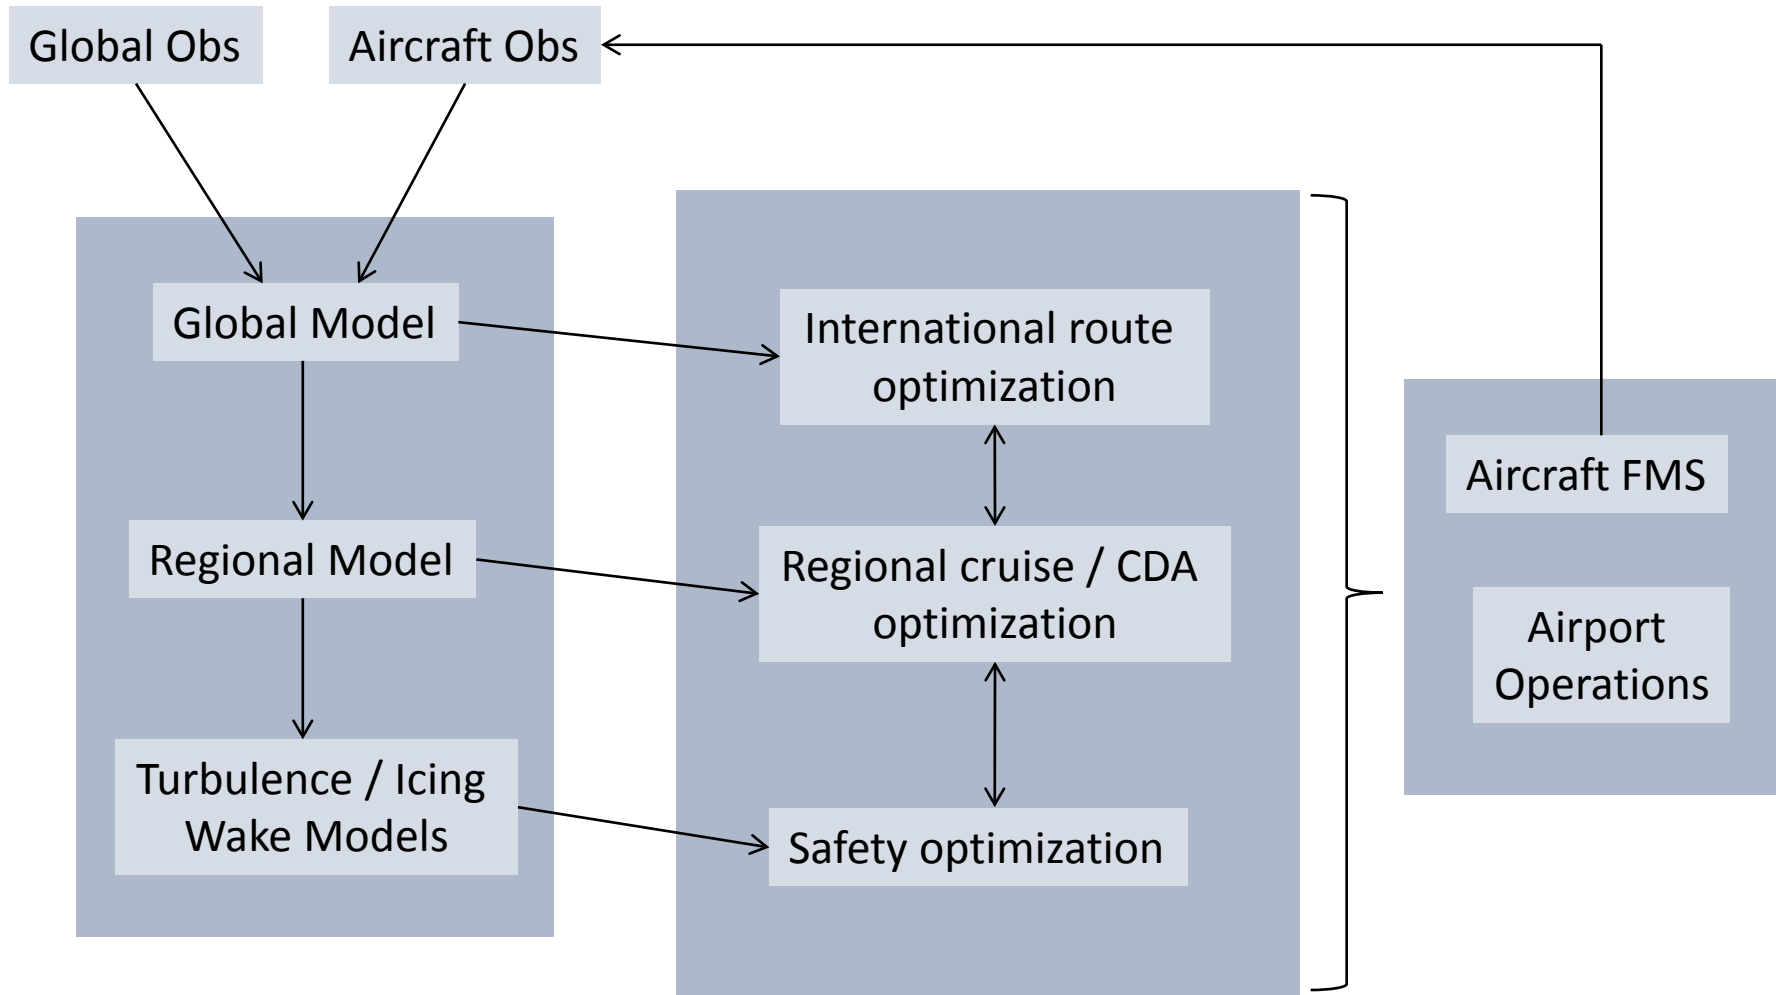 Global Obs
Aircraft Obs
Global Model
International route
optimization
Aircraft FMS
Regional Model
Regional cruise / CDA
optimization
Airport
Operations
Turbulence / Icing
Wake Models
Safety optimization